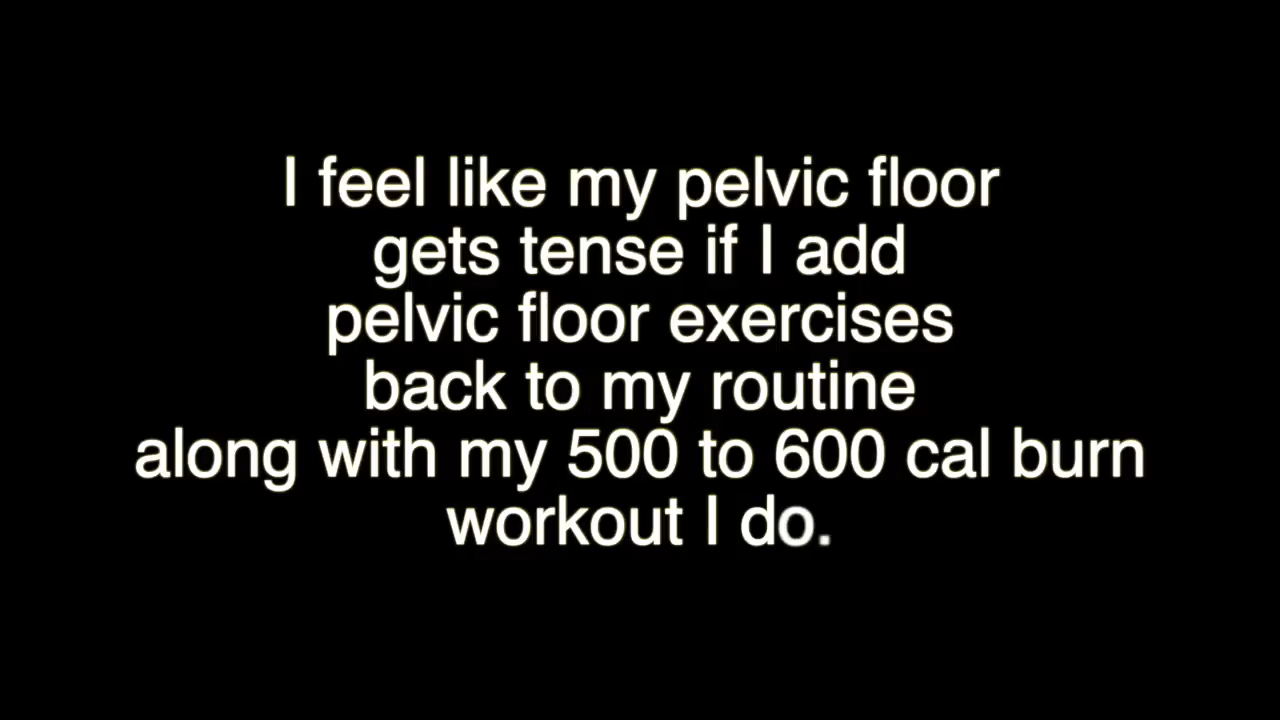 I feel like my pelvic floor
gets tense if I add
pelvic floor exercises
back to my routine
along with my 500 to 600 cal burn
workout I do.